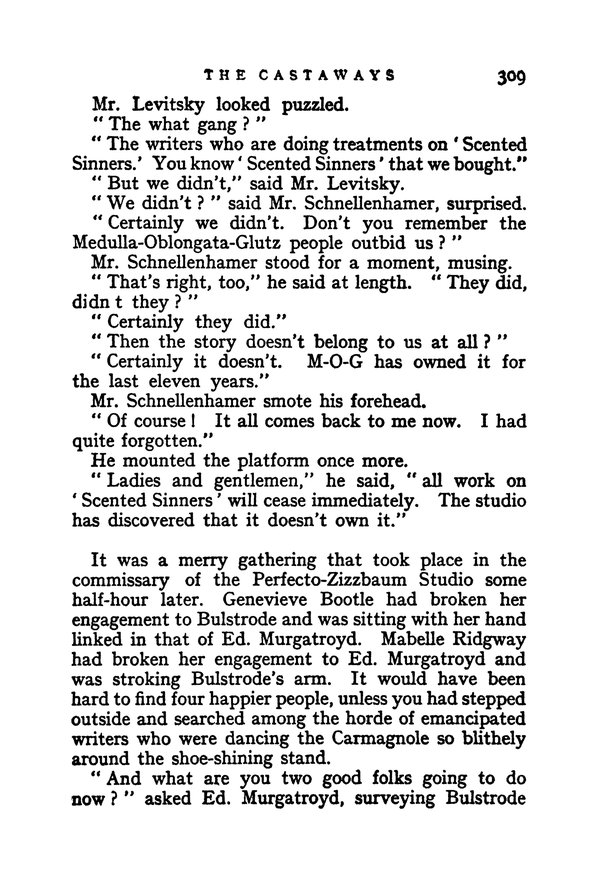 THE CASTAWAYS 309
Mr. Levitsky looked puzzled.
“ The what gang ? ”
“ The writers who are doing treatments on ‘ Scented
Sinners.’ You know ‘ Scented Sinners ’ that we bought.”
“ But we didn’t,” said Mr. Levitsky.
“ We didn’t ? ” said Mr. Schnellenhamer, surprised.
“ Certainly we didn’t. Don’t you remember the
Medulla-Oblongata-Glutz people outbid us ? ”
Mr. Schnellenhamer stood for a moment, musing.
“ That’s right, too,” he said at length. “ They did,
didn t they ? ”
“ Certainly they did.”
“ Then the story doesn’t belong to us at all ? ”
“ Certainly it doesn’t. M-O-G has owned it for
the last eleven years.”
Mr. Schnellenhamer smote his forehead.
“ Of course ! It all comes back to me now. I had
quite forgotten.”
He mounted the platform once more.
“ Ladies and gentlemen,” he said, “ all work on
‘ Scented Sinners ’ will cease immediately. The studio
has discovered that it doesn’t own it.”
It was a merry gathering that took place in the
commissary of the Perfecto-Zizzbaum Studio some
half-hour later. Genevieve Bootle had broken her
engagement to Bulstrode and was sitting with her hand
linked in that of Ed. Murgatroyd. Mabelle Ridgway
had broken her engagement to Ed. Murgatroyd and
was stroking Bulstrode’s arm. It would have been
hard to find four happier people, unless you had stepped
outside and searched among the horde of emancipated
writers who were dancing the Carmagnole so blithely
around the shoe-shining stand.
“ And what are you two good folks going to do
now ? ” asked Ed. Murgatroyd, surveying Bulstrode